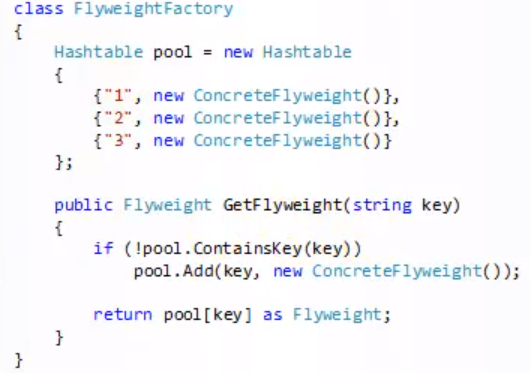 class FlyweightFactory
{
    Hashtable pool = new Hashtable
    {
        {"1", new ConcreteFlyweight()},
        {"2", new ConcreteFlyweight()},
        {"3", new ConcreteFlyweight()}
    };

    public Flyweight GetFlyweight(string key)
    {
        if (!pool.ContainsKey(key))
            pool.Add(key, new ConcreteFlyweight());

        return pool[key] as Flyweight;
    }
}